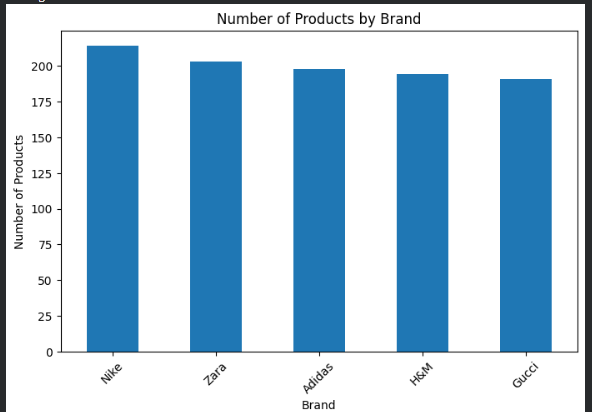 Number of Products by Brand
Number of Products
200
175
150
125
100
75
50
25
0
Nike
Zara
Adidas
H&M
Gucci
Brand